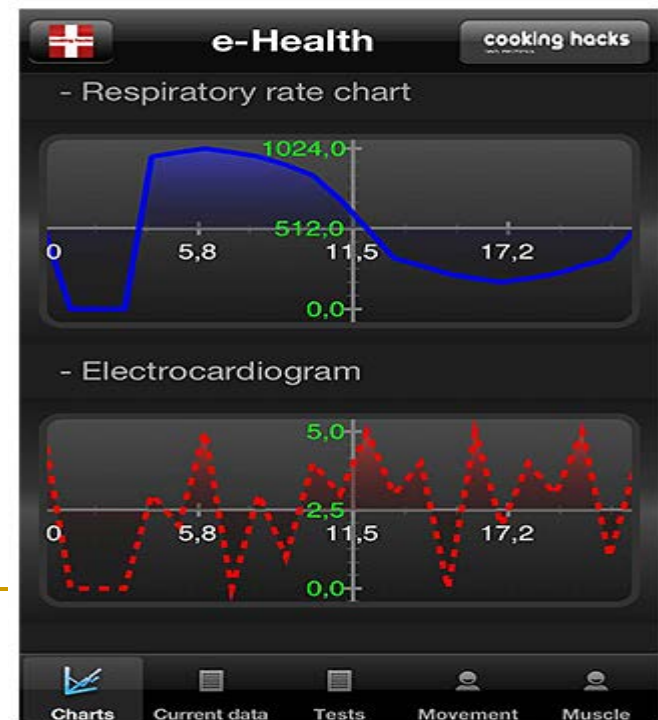 e-Health
cooking hacks
- Respiratory rate chart
1024,0
512,0
0 5,8 11,5 17,2
0,0
- Electrocardiogram
5,0
2,5
0 5,8 11,5 17,2
0,0
Charts Current data Tests Movement Muscle